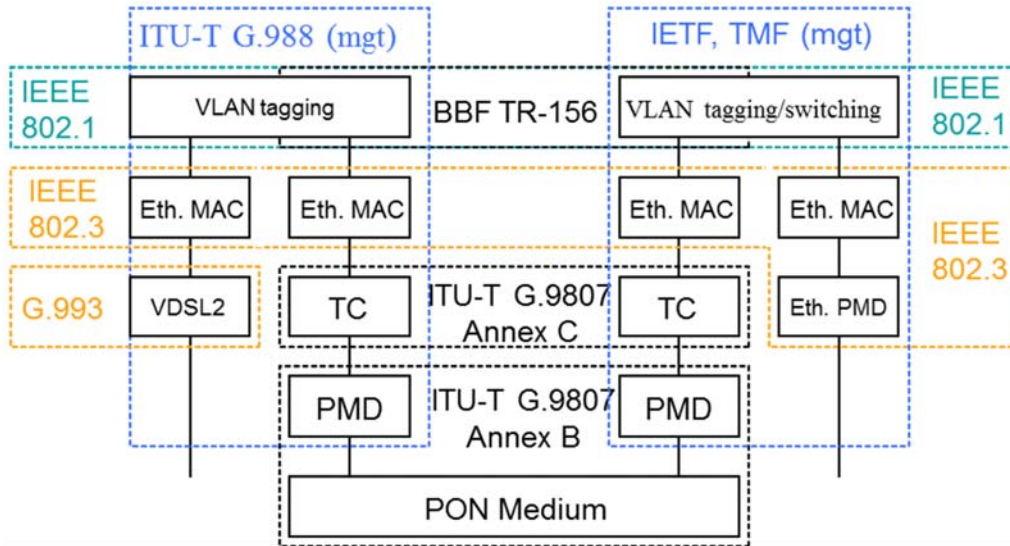 ITU-T G.988 (mgt)
IETF, TMF (mgt)
IEEE
802.1
VLAN tagging
BBF TR-156
VLAN tagging/switching
IEEE
802.1
IEEE
802.3
Eth. MAC
Eth. MAC
Eth. MAC
Eth. MAC
IEEE
802.3
G.993
VDSL2
TC
ITU-T G.9807
Annex C
TC
Eth. PMD
PMD
ITU-T G.9807
Annex B
PMD
PON Medium